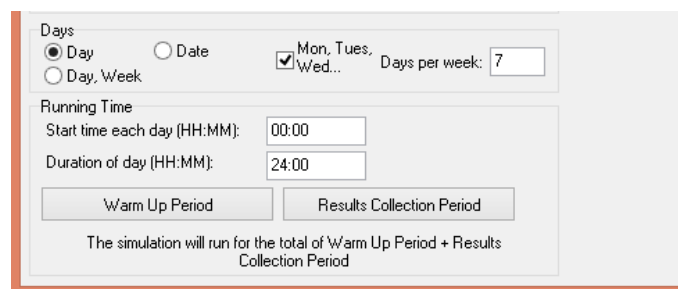 Days
Day
Date
Day, Week
Mon, Tues,
Wed...
Days per week: 7
Running Time
Start time each day (HH:MM): 00:00
Duration of day (HH:MM): 24:00
Warm Up Period
Results Collection Period
The simulation will run for the total of Warm Up Period + Results
Collection Period